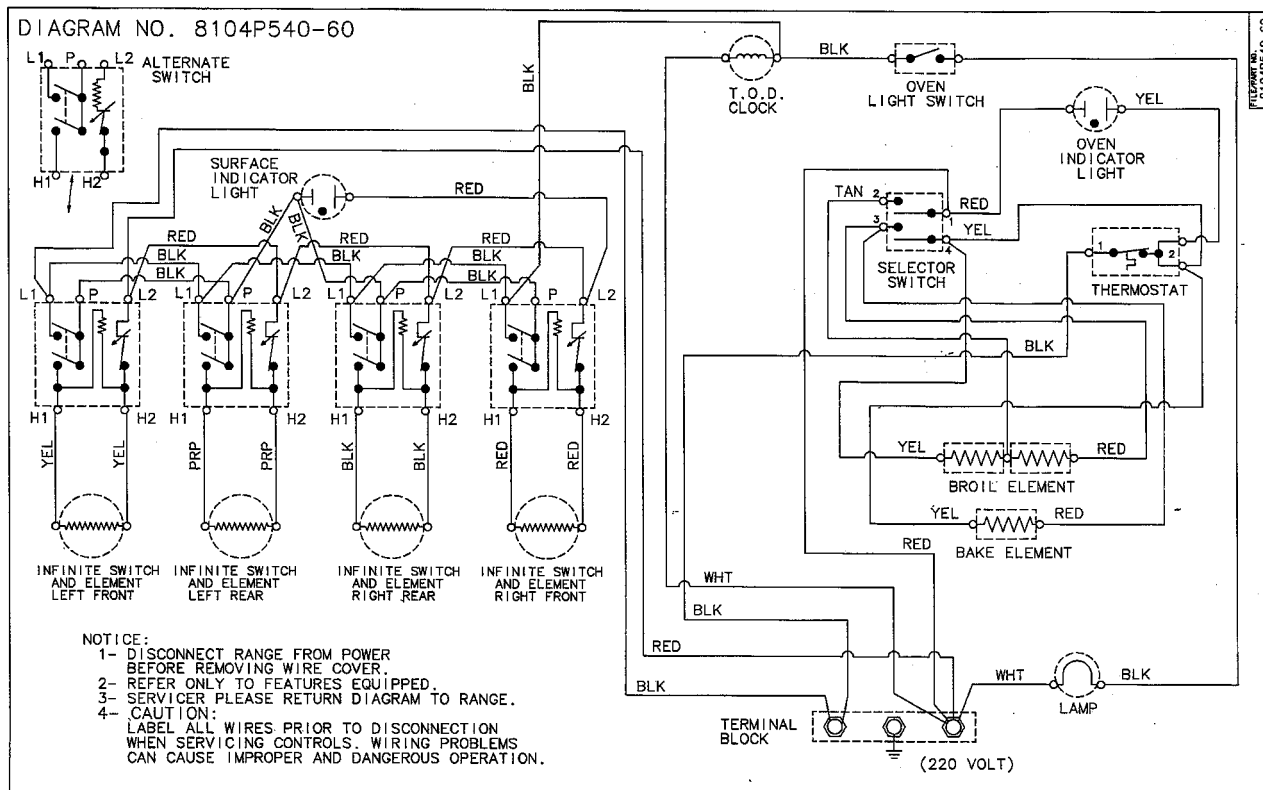 DIAGRAM NO. 8104P540-60
L1 P L2 ALTERNATE
SWITCH
H1 H2
BLK
T.O.D.
CLOCK
BLK
OVEN
LIGHT SWITCH
YEL
OVEN
INDICATOR
LIGHT
FILE/PART NO.
8104P540-60
SURFACE
INDICATOR
LIGHT
RED
BLK
BLK
TAN 2
3
1
4
RED
YEL
SELECTOR
SWITCH
1
2
THERMOSTAT
BLK
RED
BLK
BLK
RED
BLK
BLK
RED
BLK
BLK
L1 P L2
L1 P L2
L1 P L2
L1 P L2
H1 H2
H1 H2
H1 H2
H1 H2
YEL YEL
PRP PRP
BLK BLK
RED RED
INFINITE SWITCH
AND ELEMENT
LEFT FRONT
INFINITE SWITCH
AND ELEMENT
LEFT REAR
INFINITE SWITCH
AND ELEMENT
RIGHT REAR
INFINITE SWITCH
AND ELEMENT
RIGHT FRONT
YEL RED
BROIL ELEMENT
YEL RED
BAKE ELEMENT
RED
WHT
BLK
RED
BLK
WHT
BLK
LAMP
TERMINAL
BLOCK
(220 VOLT)
NOTICE:
1- DISCONNECT RANGE FROM POWER
BEFORE REMOVING WIRE COVER.
2- REFER ONLY TO FEATURES EQUIPPED.
3- SERVICER PLEASE RETURN DIAGRAM TO RANGE.
4- CAUTION:
LABEL ALL WIRES PRIOR TO DISCONNECTION
WHEN SERVICING CONTROLS. WIRING PROBLEMS
CAN CAUSE IMPROPER AND DANGEROUS OPERATION.